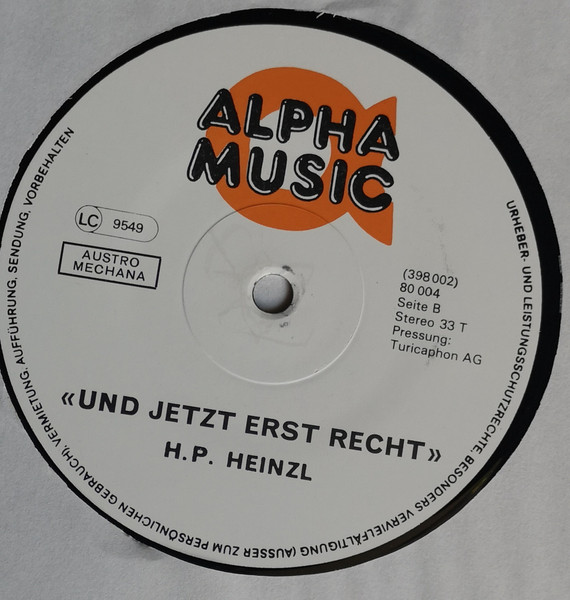 ALPHA
MUSIC
LC 9549
AUSTRO
MECHANA
(398 002)
80 004
Seite B
Stereo 33 T
Pressung:
Turicaphon AG
«UND JETZT ERST RECHT»
H.P. HEINZL
URHEBER- UND LEISTUNGSSCHUTZRECHTE, BESONDERS VERVIELFÄLTIGUNG (AUSSER ZUM PERSÖNLICHEN GEBRAUCH), VERMIETUNG, AUFFÜHRUNG, SENDUNG, VORBEHALTEN